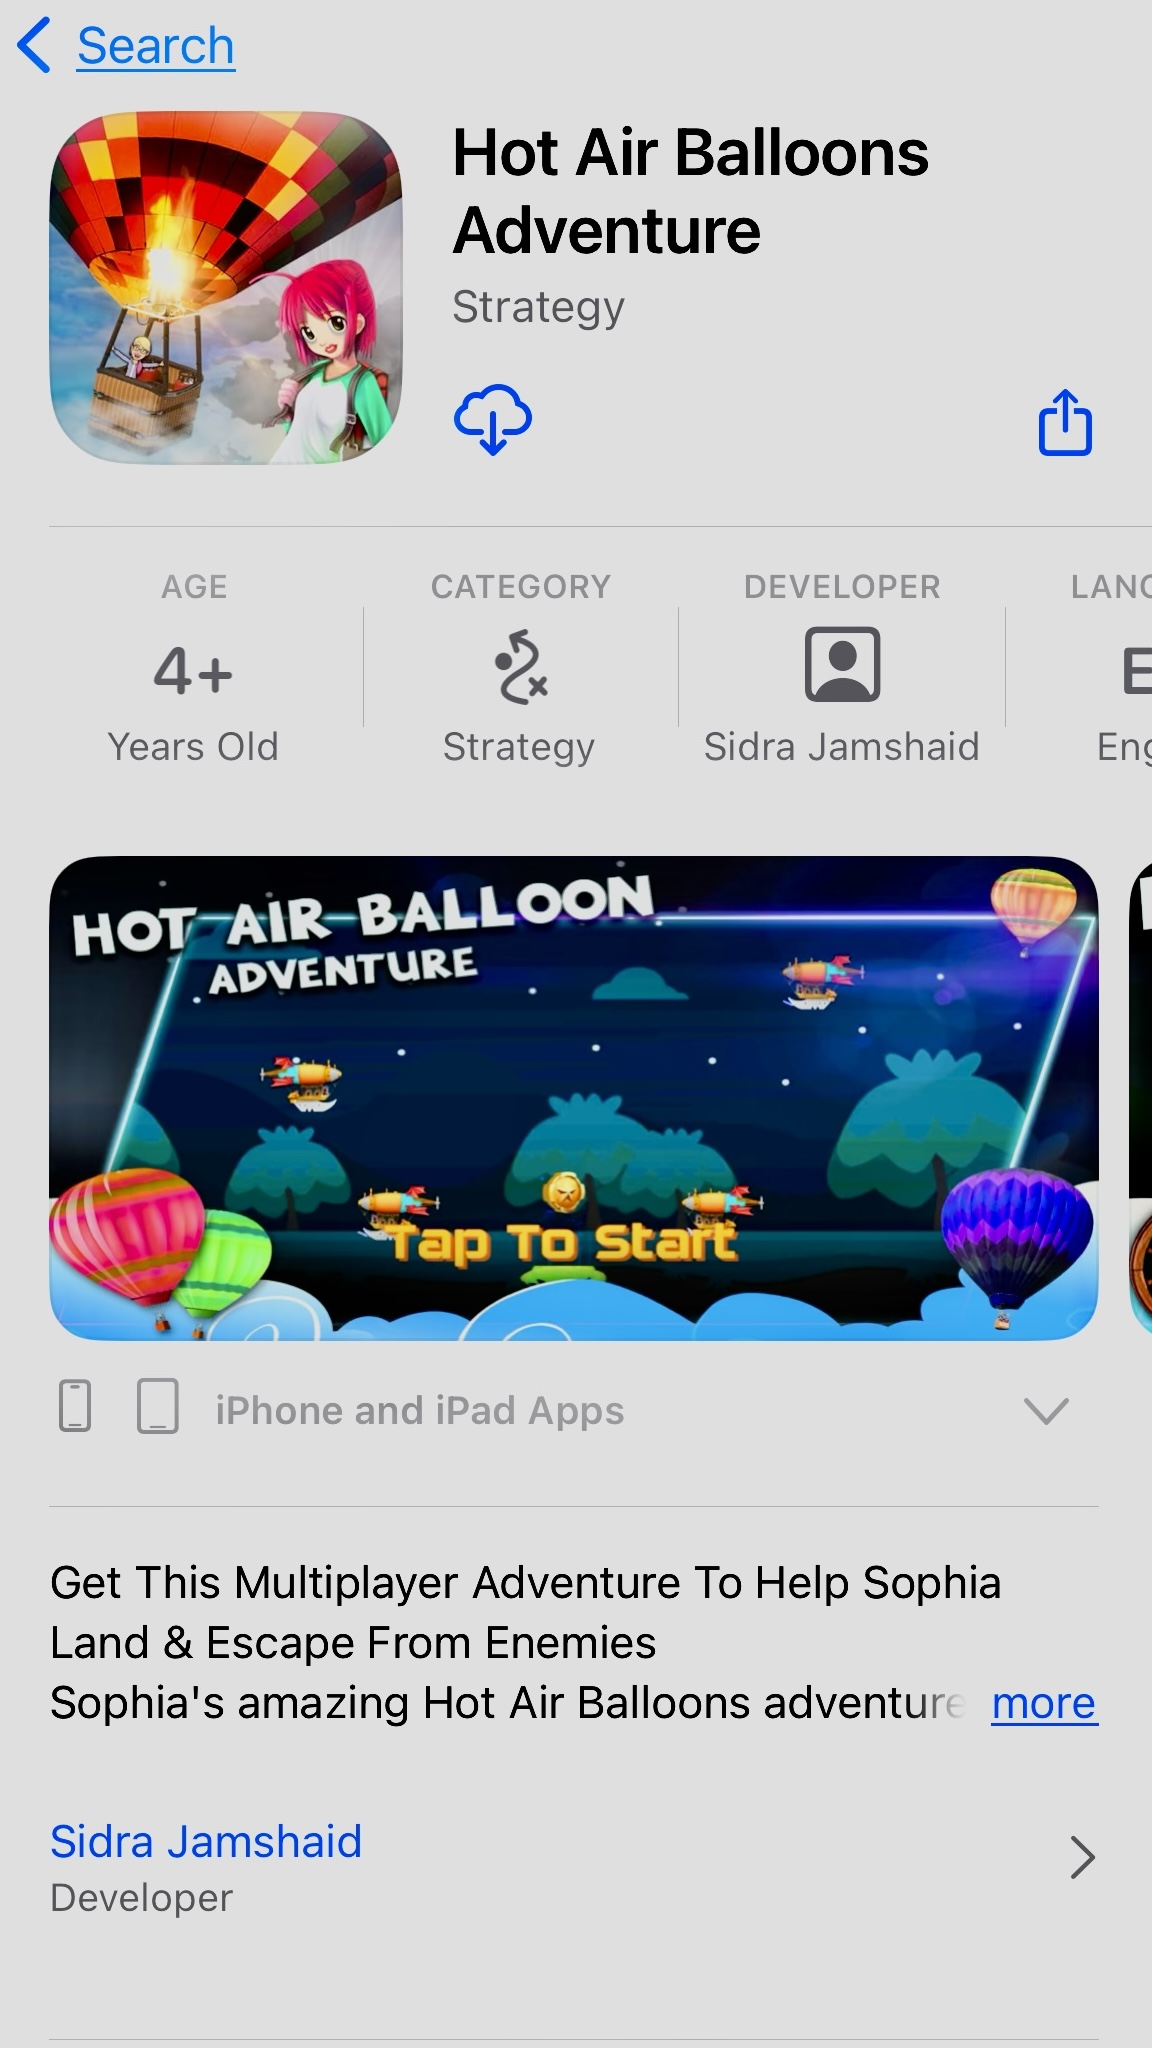 Search
Hot Air Balloons
Adventure
Strategy
AGE
4+
Years Old
CATEGORY
Strategy
DEVELOPER
Sidra Jamshaid
HOT AIR BALLOON
ADVENTURE
Tap To Start
iPhone and iPad Apps
Get This Multiplayer Adventure To Help Sophia
Land & Escape From Enemies
Sophia's amazing Hot Air Balloons adventure more
Sidra Jamshaid
Developer